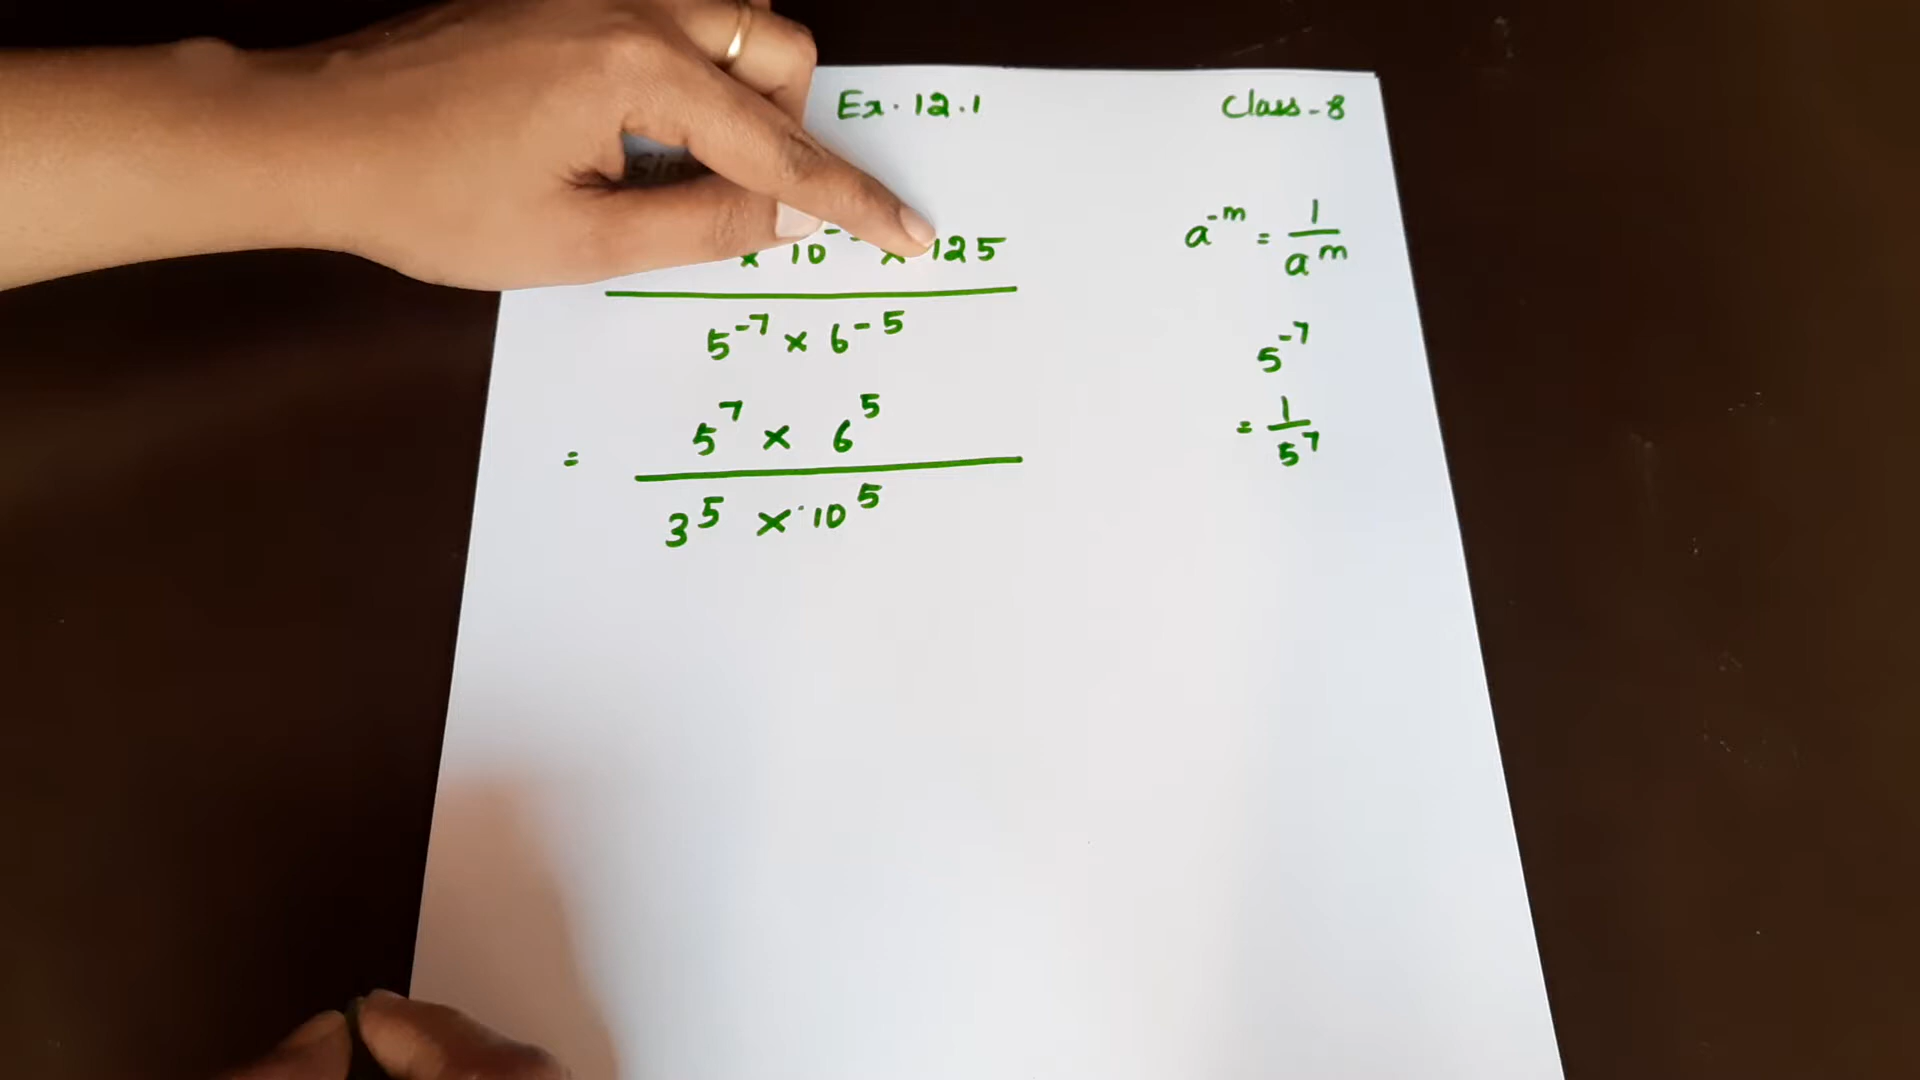 Ex. 12.1
Class - 8
x 10⁻ x 125
5⁻⁷ x 6⁻⁵
= 5⁷ x 6⁵
3⁵ x 10⁵
a⁻ᵐ = 1
aᵐ
5⁻⁷
= 1
5⁷